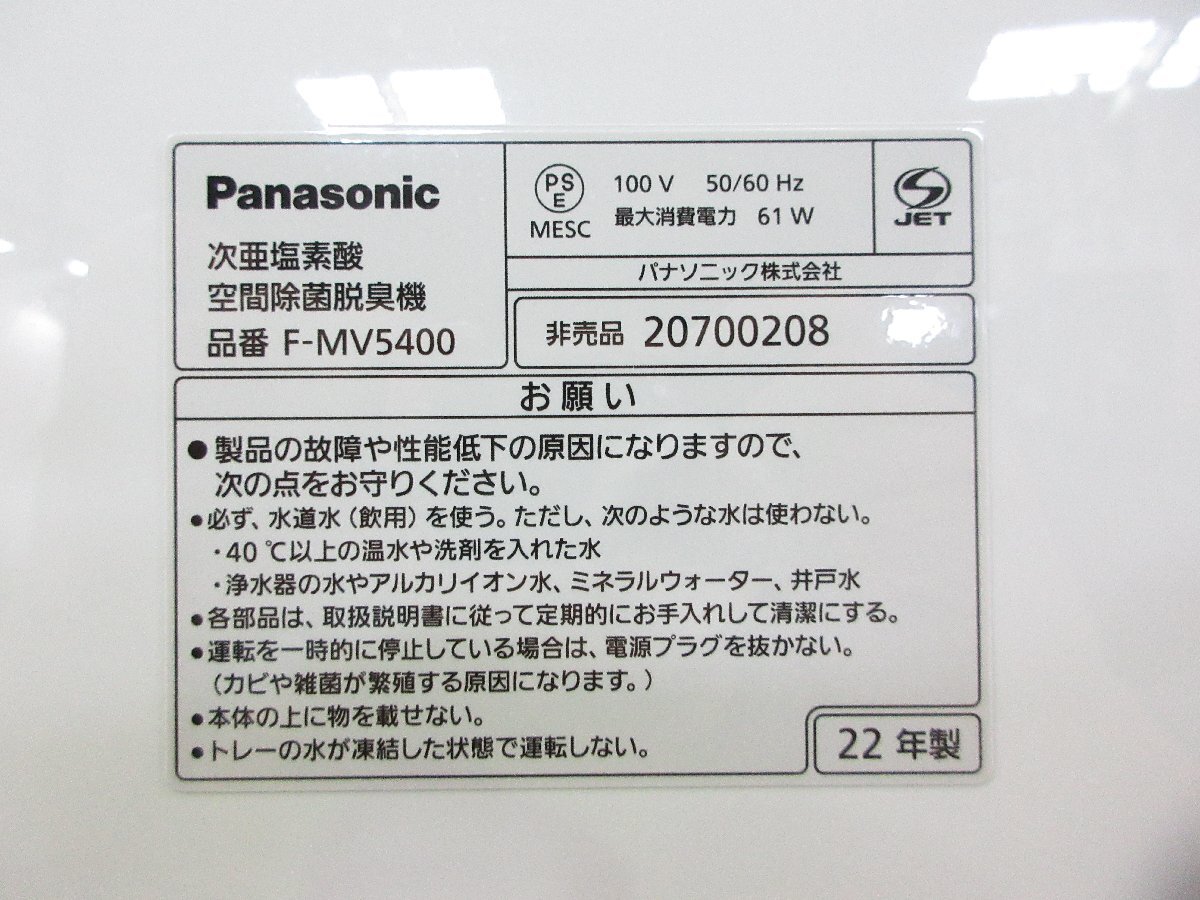 Panasonic
次亜塩素酸
空間除菌脱臭機
品番 F-MV5400
PS
E
MESC
100 V 50/60 Hz
最大消費電力 61 W
JET
パナソニック株式会社
非売品 20700208
お願い
●製品の故障や性能低下の原因になりますので、
次の点をお守りください。
●必ず、水道水（飲用）を使う。ただし、次のような水は使わない。
・40 ℃以上の温水や洗剤を入れた水
・浄水器の水やアルカリイオン水、ミネラルウォーター、井戸水
●各部品は、取扱説明書に従って定期的にお手入れして清潔にする。
●運転を一時的に停止している場合は、電源プラグを抜かない。
（カビや雑菌が繁殖する原因になります。）
●本体の上に物を載せない。
●トレーの水が凍結した状態で運転しない。
22 年製